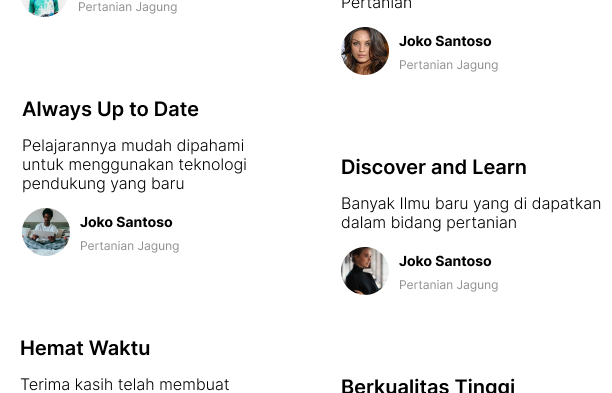 Pertanian Jagung
Always Up to Date
Pelajarannya mudah dipahami
untuk menggunakan teknologi
pendukung yang baru
Joko Santoso
Pertanian Jagung
Hemat Waktu
Terima kasih telah membuat
Pertanian
Joko Santoso
Pertanian Jagung
Discover and Learn
Banyak Ilmu baru yang di dapatkan
dalam bidang pertanian
Joko Santoso
Pertanian Jagung
Berkualitas Tinggi